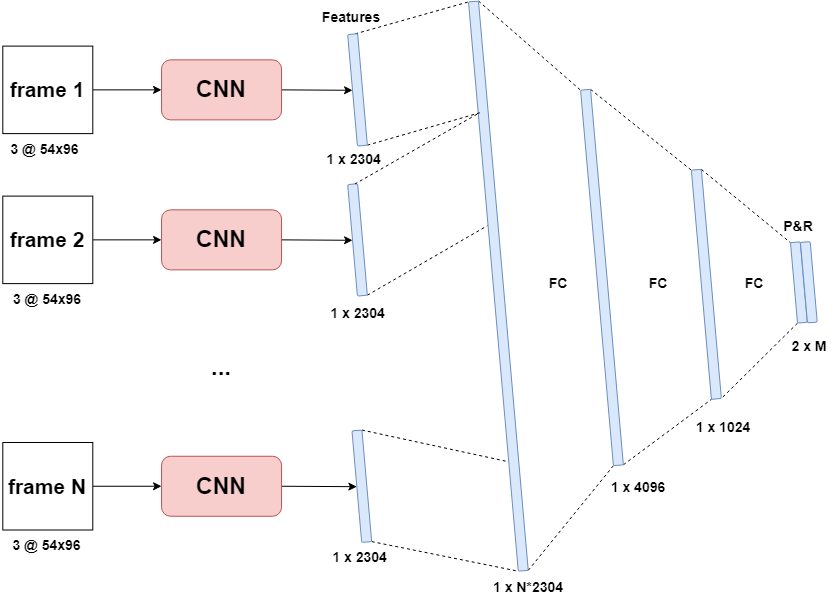 Features
frame 1
CNN
3 @ 54x96
1 x 2304
frame 2
CNN
P&R
3 @ 54x96
1 x 2304
FC
FC
FC
2 x M
...
1 x 1024
frame N
CNN
1 x 4096
3 @ 54x96
1 x 2304
1 x N*2304